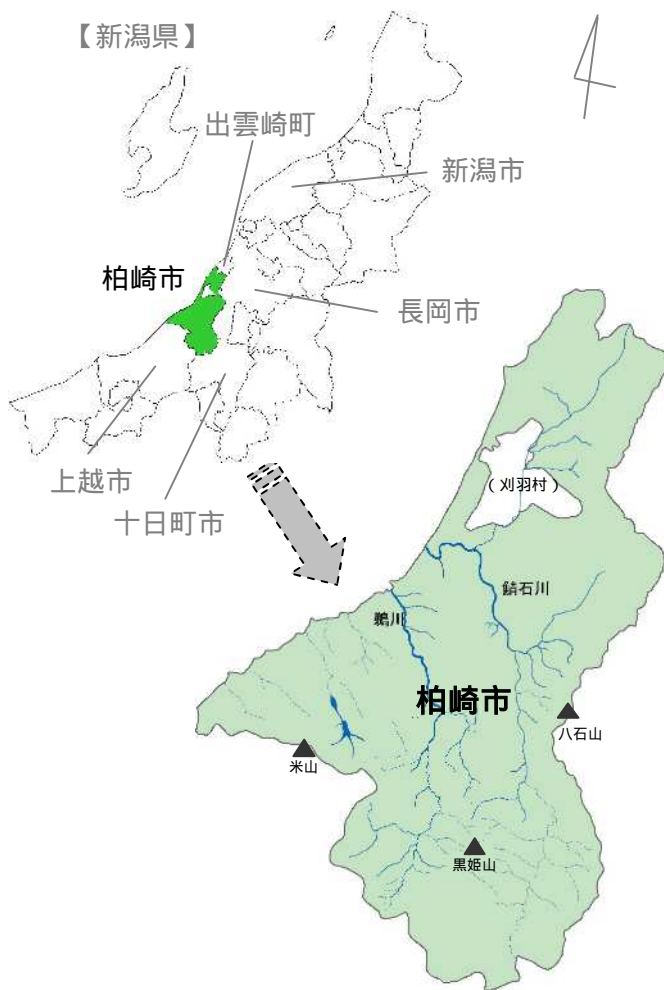 【新潟県】
出雲崎町
新潟市
柏崎市
長岡市
上越市
十日町市
（刈羽村）
鯖石川
鵜川
柏崎市
八石山
米山
黒姫山